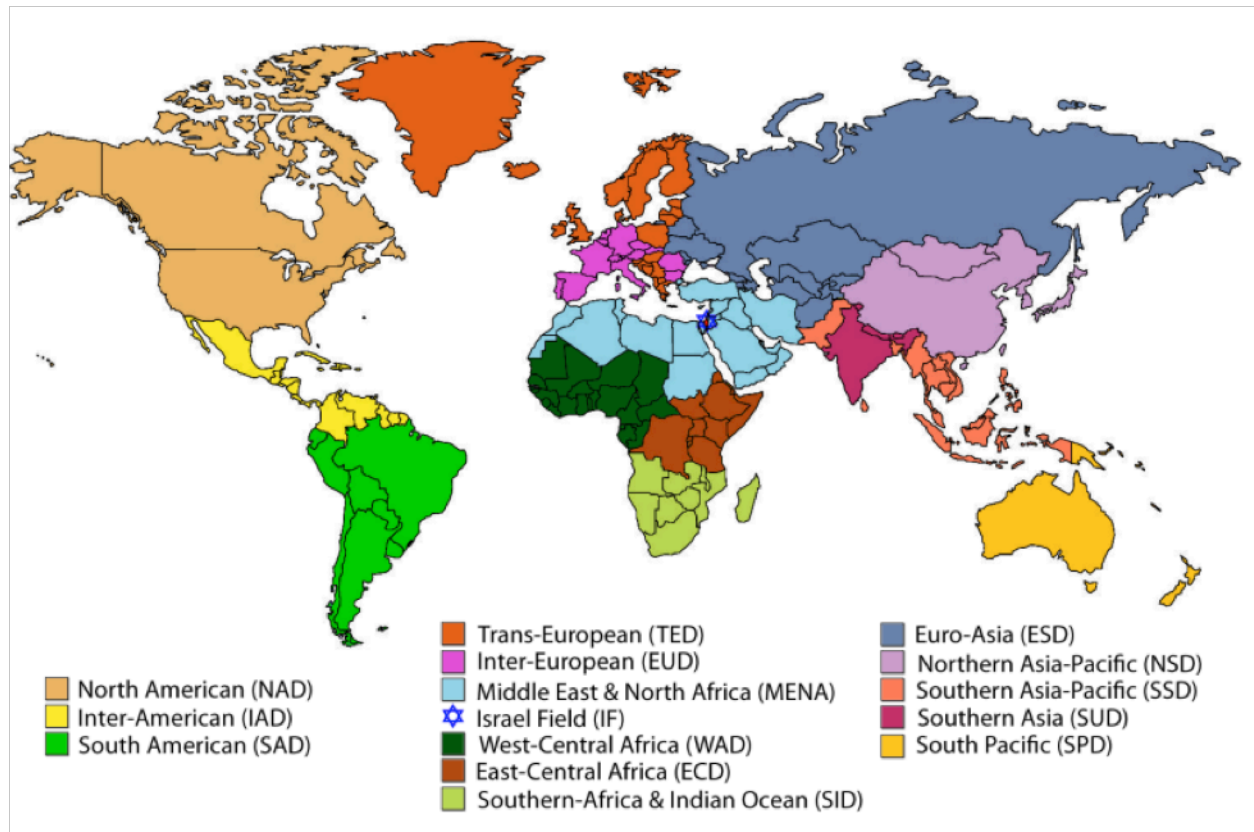 North American (NAD)
Inter-American (IAD)
South American (SAD)
Trans-European (TED)
Inter-European (EUD)
Middle East & North Africa (MENA)
Israel Field (IF)
West-Central Africa (WAD)
East-Central Africa (ECD)
Southern-Africa & Indian Ocean (SID)
Euro-Asia (ESD)
Northern Asia-Pacific (NSD)
Southern Asia-Pacific (SSD)
Southern Asia (SUD)
South Pacific (SPD)